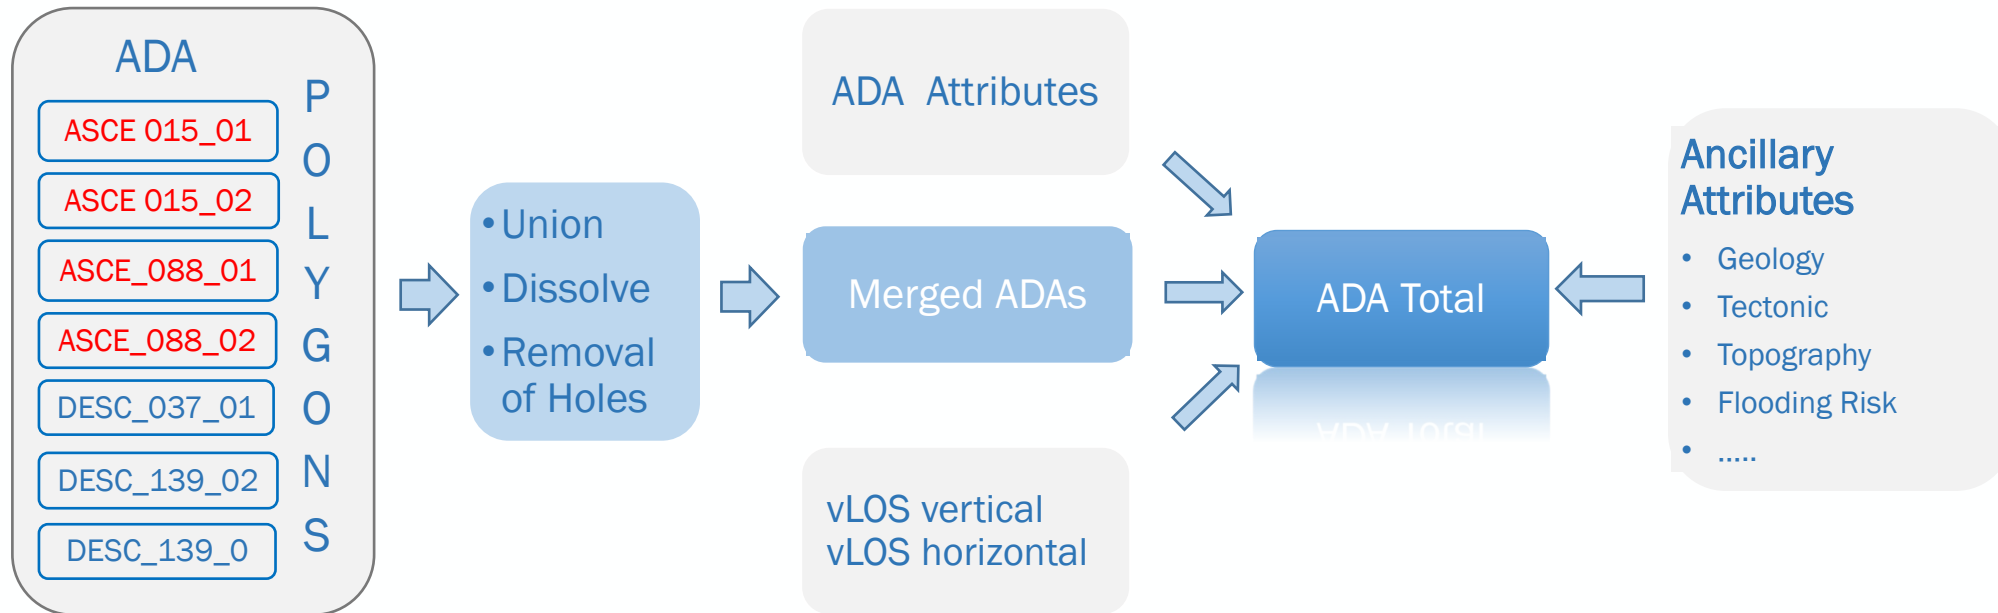 ADA
POLYGONS
ASCE 015_01
ASCE 015_02
ASCE_088_01
ASCE_088_02
DESC_037_01
DESC_139_02
DESC_139_0
• Union
• Dissolve
• Removal
of Holes
ADA Attributes
Merged ADAs
vLOS vertical
vLOS horizontal
ADA Total
Ancillary
Attributes
• Geology
• Tectonic
• Topography
• Flooding Risk
• .....